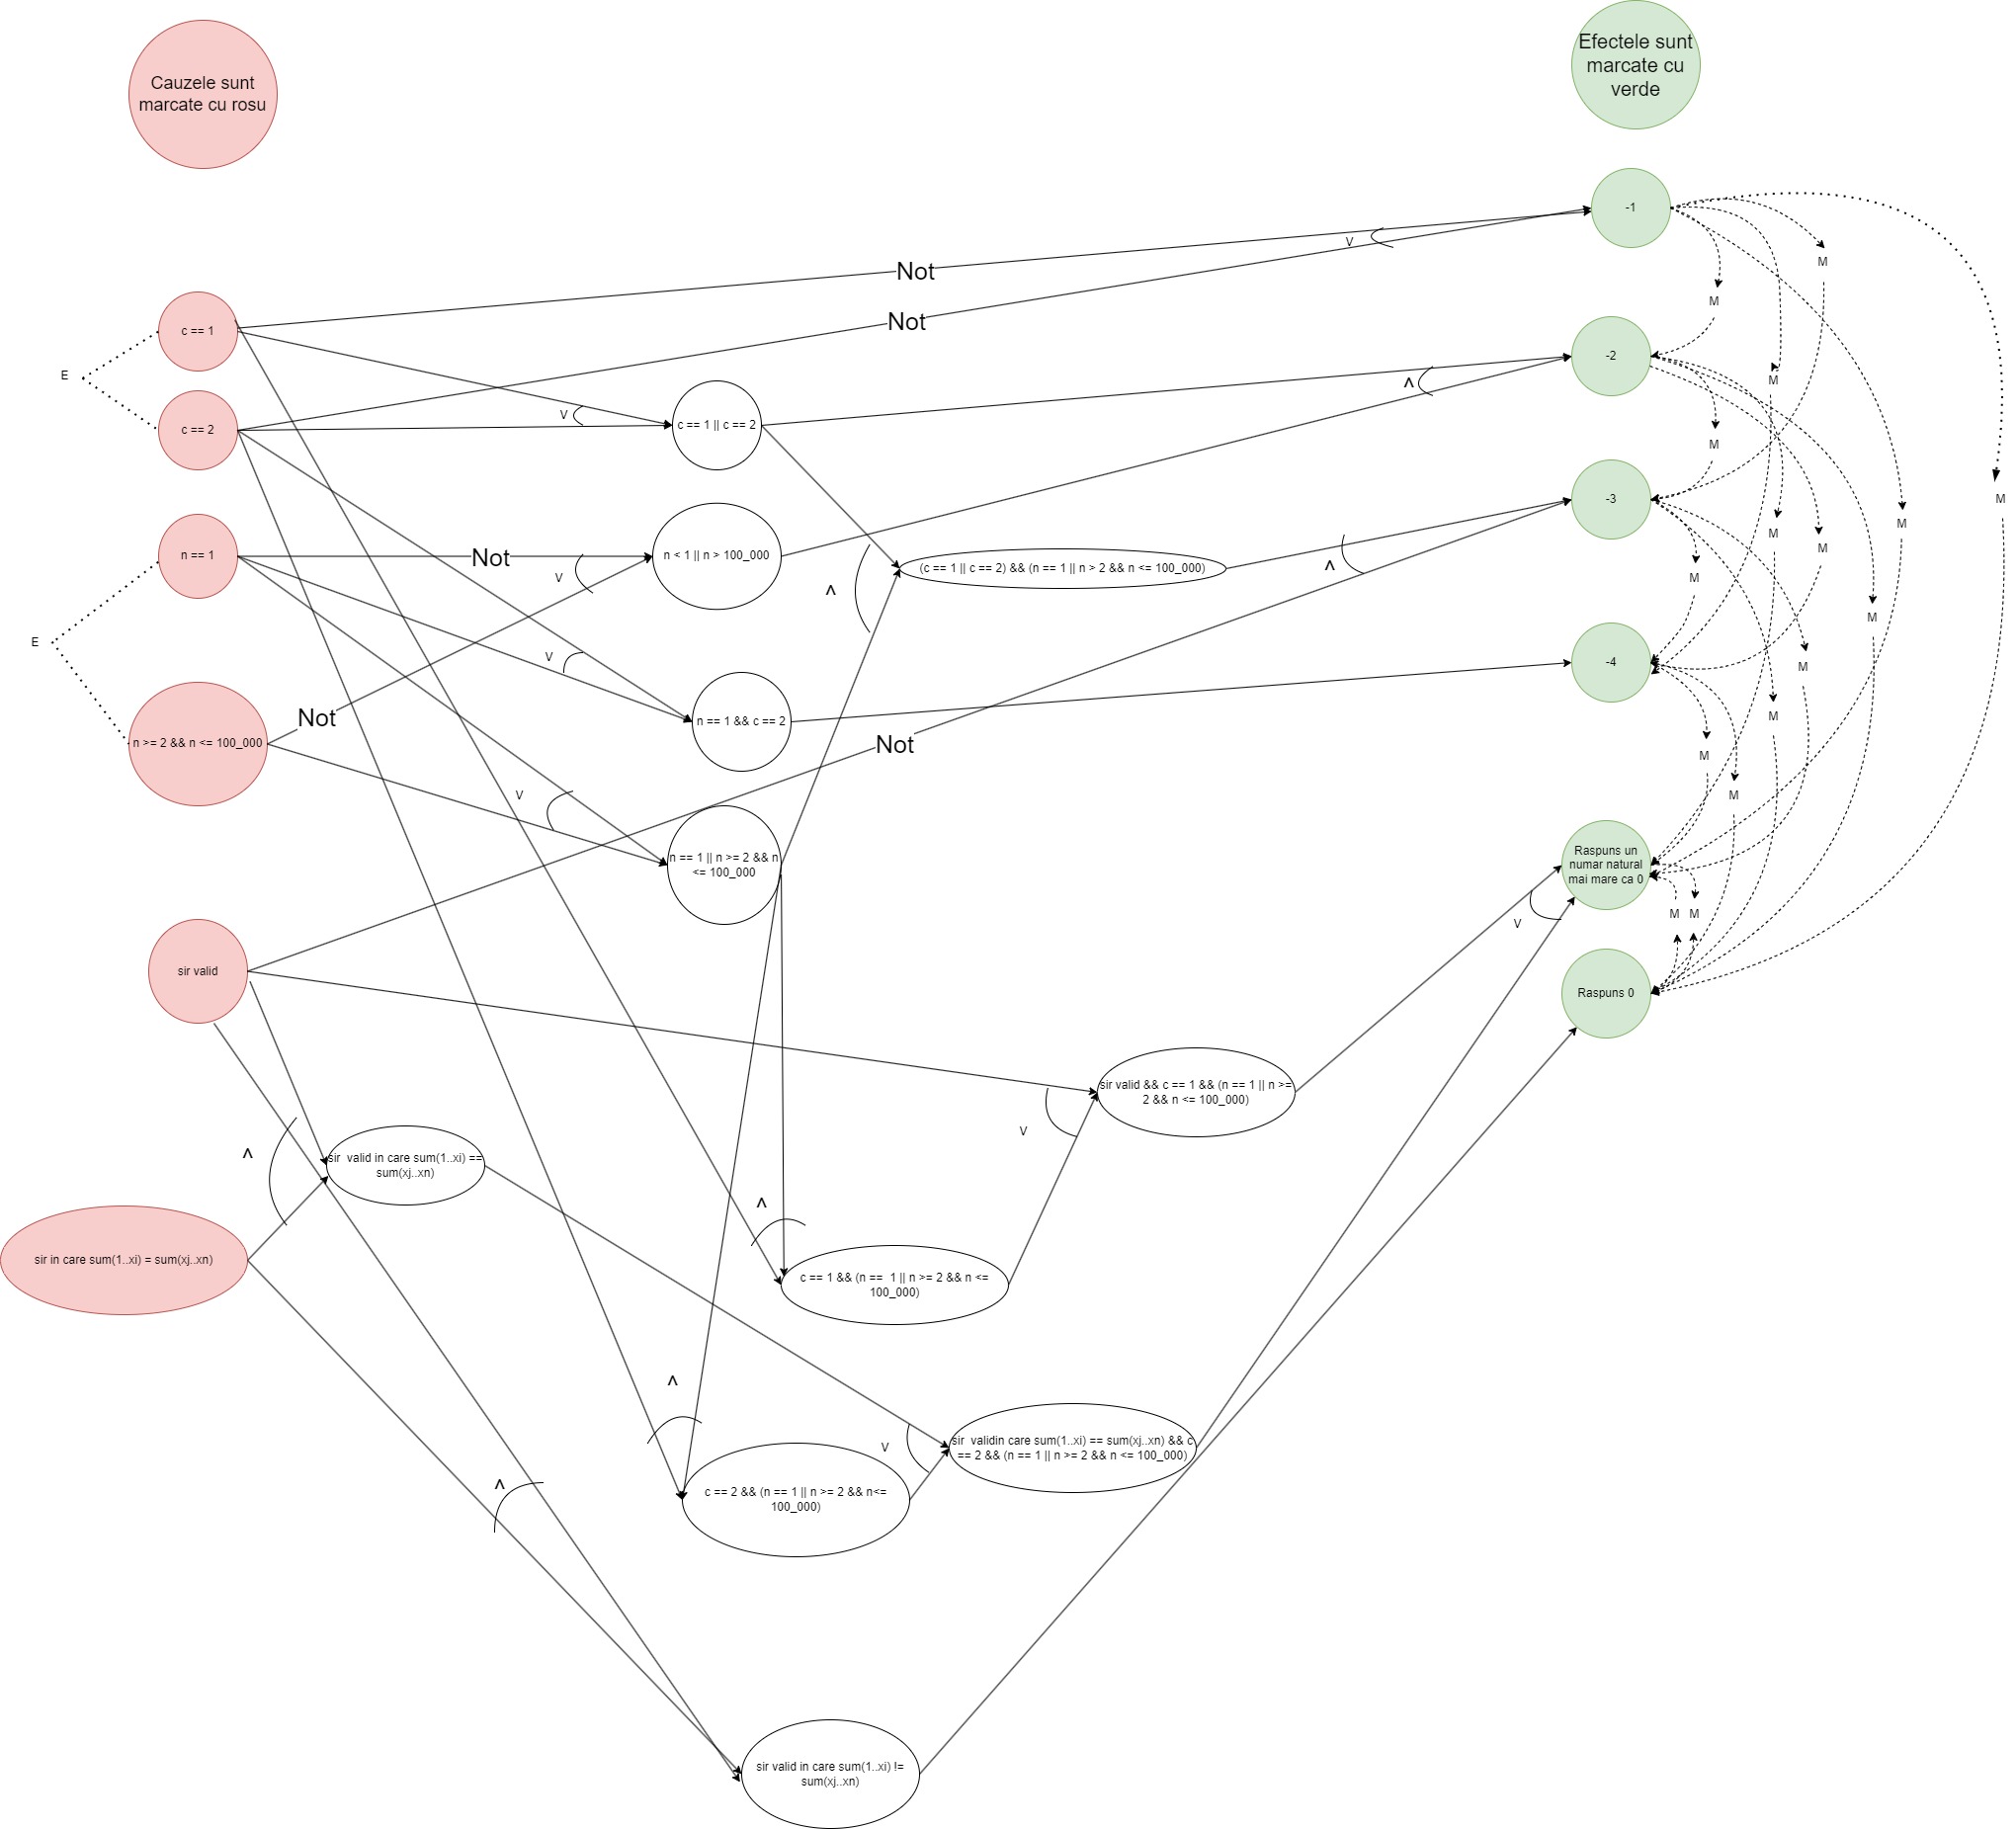 Efectele sunt
marcate cu
verde
Cauzele sunt
marcate cu rosu
-1
V
M
Not
M
Not
c == 1
-2
E
M
Λ
V
c == 2
c == 1 || c == 2
M
-3
M
M
M
M
n == 1
Not
n < 1 || n > 100_000
V
(c == 1 || c == 2) && (n == 1 || n > 2 && n <= 100_000)
Λ
M
Λ
M
E
V
-4
M
Not
M
n == 1 && c == 2
n >= 2 && n <= 100_000
Not
M
V
M
n == 1 || n >= 2 && n
<= 100_000
Raspuns un
numar natural
mai mare ca 0
V
M
M
sir valid
Raspuns 0
sir valid && c == 1 && (n == 1 || n >=
2 && n <= 100_000)
V
Λ
sir  valid in care sum(1..xi) ==
sum(xj..xn)
Λ
sir in care sum(1..xi) = sum(xj..xn)
c == 1 && (n ==  1 || n >= 2 && n <=
100_000)
Λ
V
sir  validin care sum(1..xi) == sum(xj..xn) && c
== 2 && (n == 1 || n >= 2 && n <= 100_000)
Λ
c == 2 && (n == 1 || n >= 2 && n<=
100_000)
sir valid in care sum(1..xi) !=
sum(xj..xn)